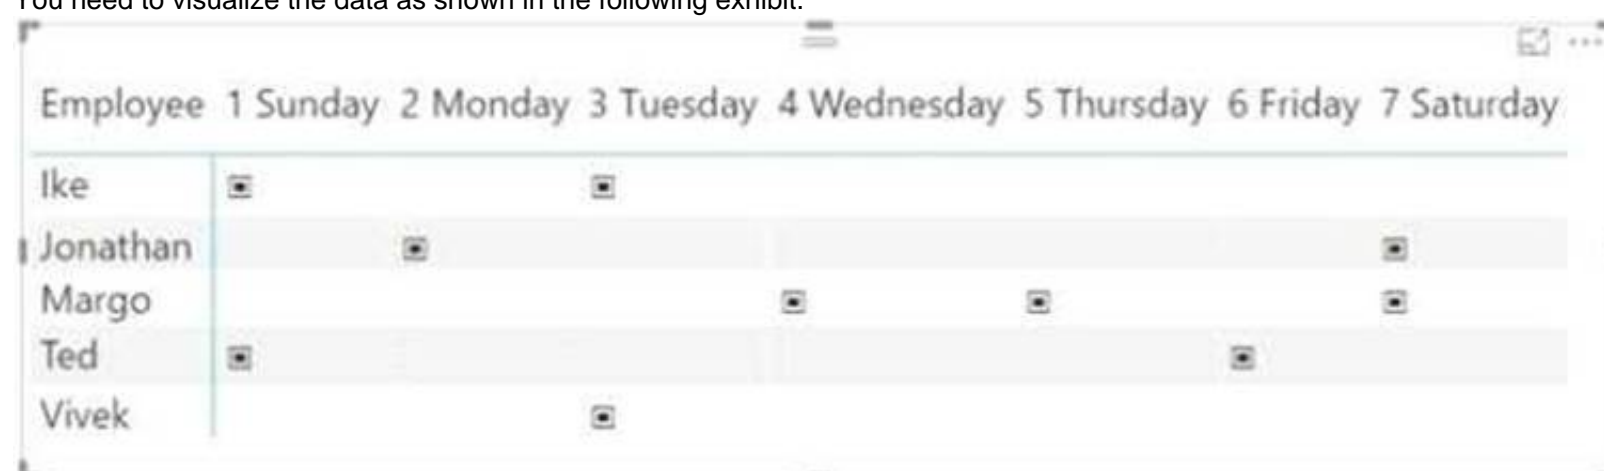 You need to visualize the data as shown in the following exhibit.
Employee 1 Sunday 2 Monday 3 Tuesday 4 Wednesday 5 Thursday 6 Friday 7 Saturday
Ike
Jonathan
Margo
Ted
Vivek